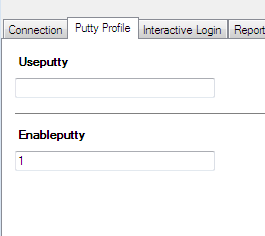 Connection Putty Profile Interactive Login Report
Useputty
Enableputty
1